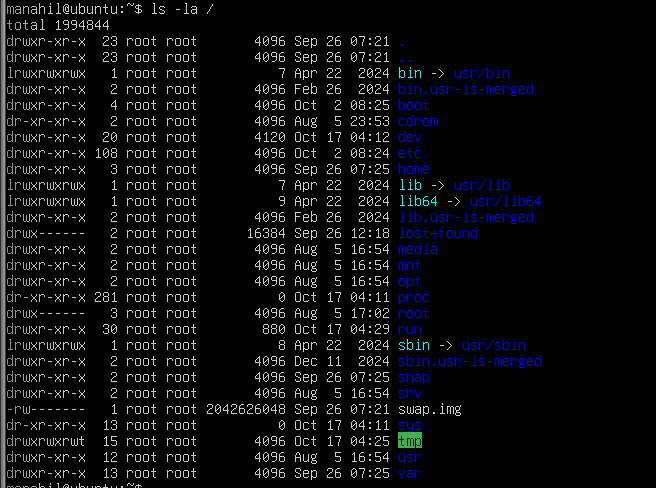 manahil@ubuntu:~$ ls -la /
total 1994844
drwxr-xr-x  23 root root       4096 Sep 26 07:21 .
drwxr-xr-x  23 root root       4096 Sep 26 07:21 ..
lrwxrwxrwx   1 root root          7 Apr 22  2024 bin -> usr/bin
drwxr-xr-x   2 root root       4096 Feb 26  2024 bin.usr-is-merged
drwxr-xr-x   4 root root       4096 Oct  2 08:25 boot
dr-xr-xr-x   2 root root       4096 Aug  5 23:53 cdrom
drwxr-xr-x  20 root root       4120 Oct 17 04:12 dev
drwxr-xr-x 108 root root       4096 Oct  2 08:24 etc
drwxr-xr-x   3 root root       4096 Sep 26 07:25 home
lrwxrwxrwx   1 root root          7 Apr 22  2024 lib -> usr/lib
lrwxrwxrwx   1 root root          9 Apr 22  2024 lib64 -> usr/lib64
drwxr-xr-x   2 root root       4096 Feb 26  2024 lib.usr-is-merged
drwx------   2 root root      16384 Sep 26 12:18 lost+found
drwxr-xr-x   2 root root       4096 Aug  5 16:54 media
drwxr-xr-x   2 root root       4096 Aug  5 16:54 mnt
drwxr-xr-x   2 root root       4096 Aug  5 16:54 opt
dr-xr-xr-x 281 root root          0 Oct 17 04:11 proc
drwx------   3 root root       4096 Aug  5 17:02 root
drwxr-xr-x  30 root root        880 Oct 17 04:29 run
lrwxrwxrwx   1 root root          8 Apr 22  2024 sbin -> usr/sbin
drwxr-xr-x   2 root root       4096 Dec 11  2024 sbin.usr-is-merged
drwxr-xr-x   2 root root       4096 Sep 26 07:25 snap
drwxr-xr-x   2 root root       4096 Aug  5 16:54 srv
-rw-------   1 root root 2042626048 Sep 26 07:21 swap.img
dr-xr-xr-x  13 root root          0 Oct 17 04:11 sys
drwxrwxrwt  15 root root       4096 Oct 17 04:25 tmp
drwxr-xr-x  12 root root       4096 Aug  5 16:54 usr
drwxr-xr-x  13 root root       4096 Sep 26 07:25 var
manahil@ubuntu:~$